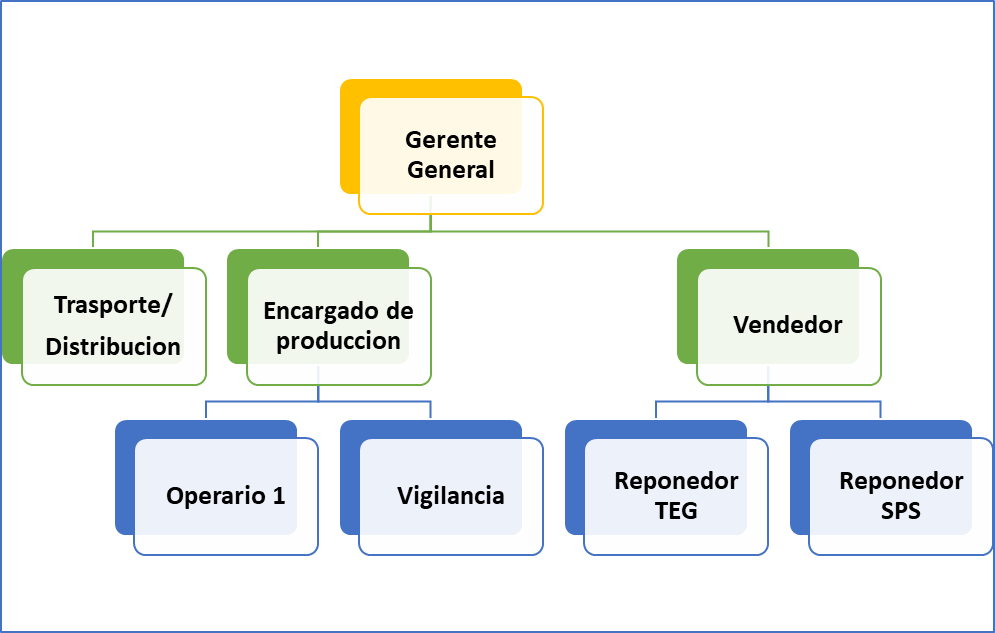 Gerente
General
Trasporte/
Distribucion
Encargado de
produccion
Vendedor
Operario 1
Vigilancia
Reponedor
TEG
Reponedor
SPS